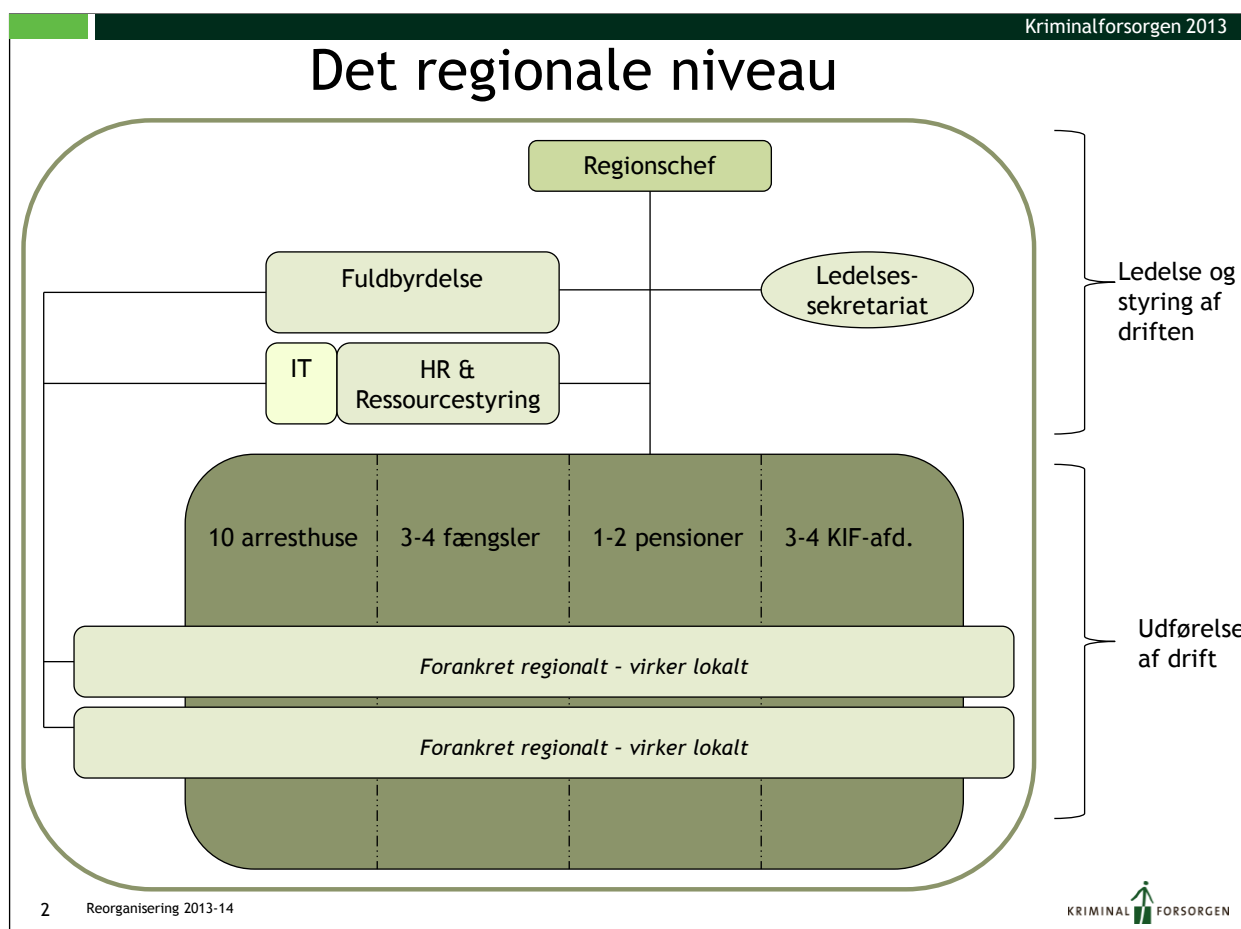 Kriminalforsorgen 2013
Det regionale niveau
Regionschef
Fuldbyrdelse
Ledelses-
sekretariat
Ledelse og
styring af
driften
IT
HR &
Ressourcestyring
10 arresthuse
3-4 fængsler
1-2 pensioner
3-4 KIF-afd.
Udførelse
af drift
Forankret regionalt – virker lokalt
Forankret regionalt – virker lokalt
2
Reorganisering 2013-14
KRIMINAL FORSORGEN